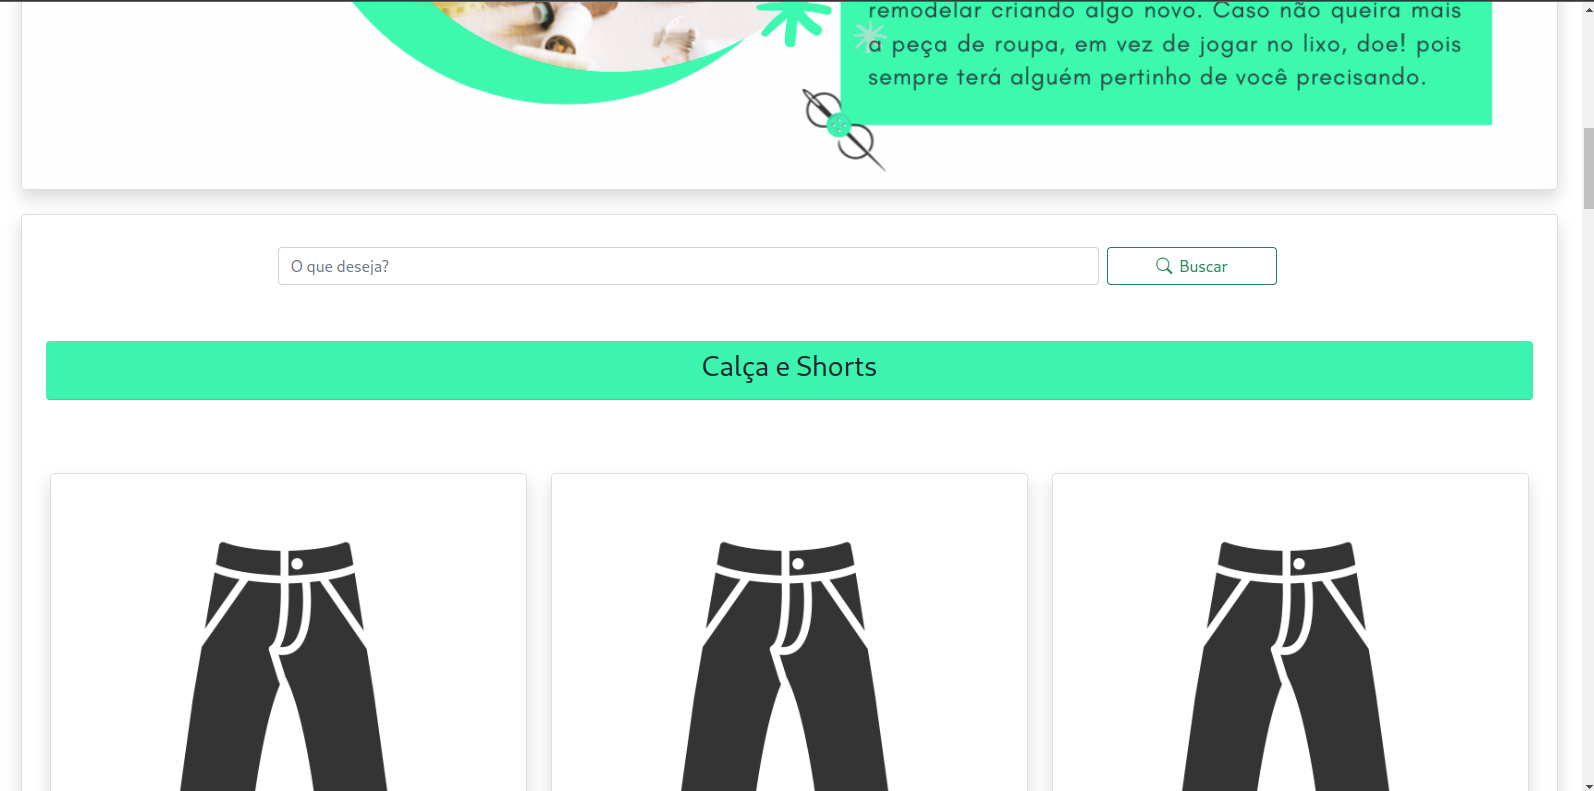 remodelar criando algo novo. Caso não queira mais
a peça de roupa, em vez de jogar no lixo, doe! pois
sempre terá alguém pertinho de você precisando.
O que deseja?
Buscar
Calça e Shorts